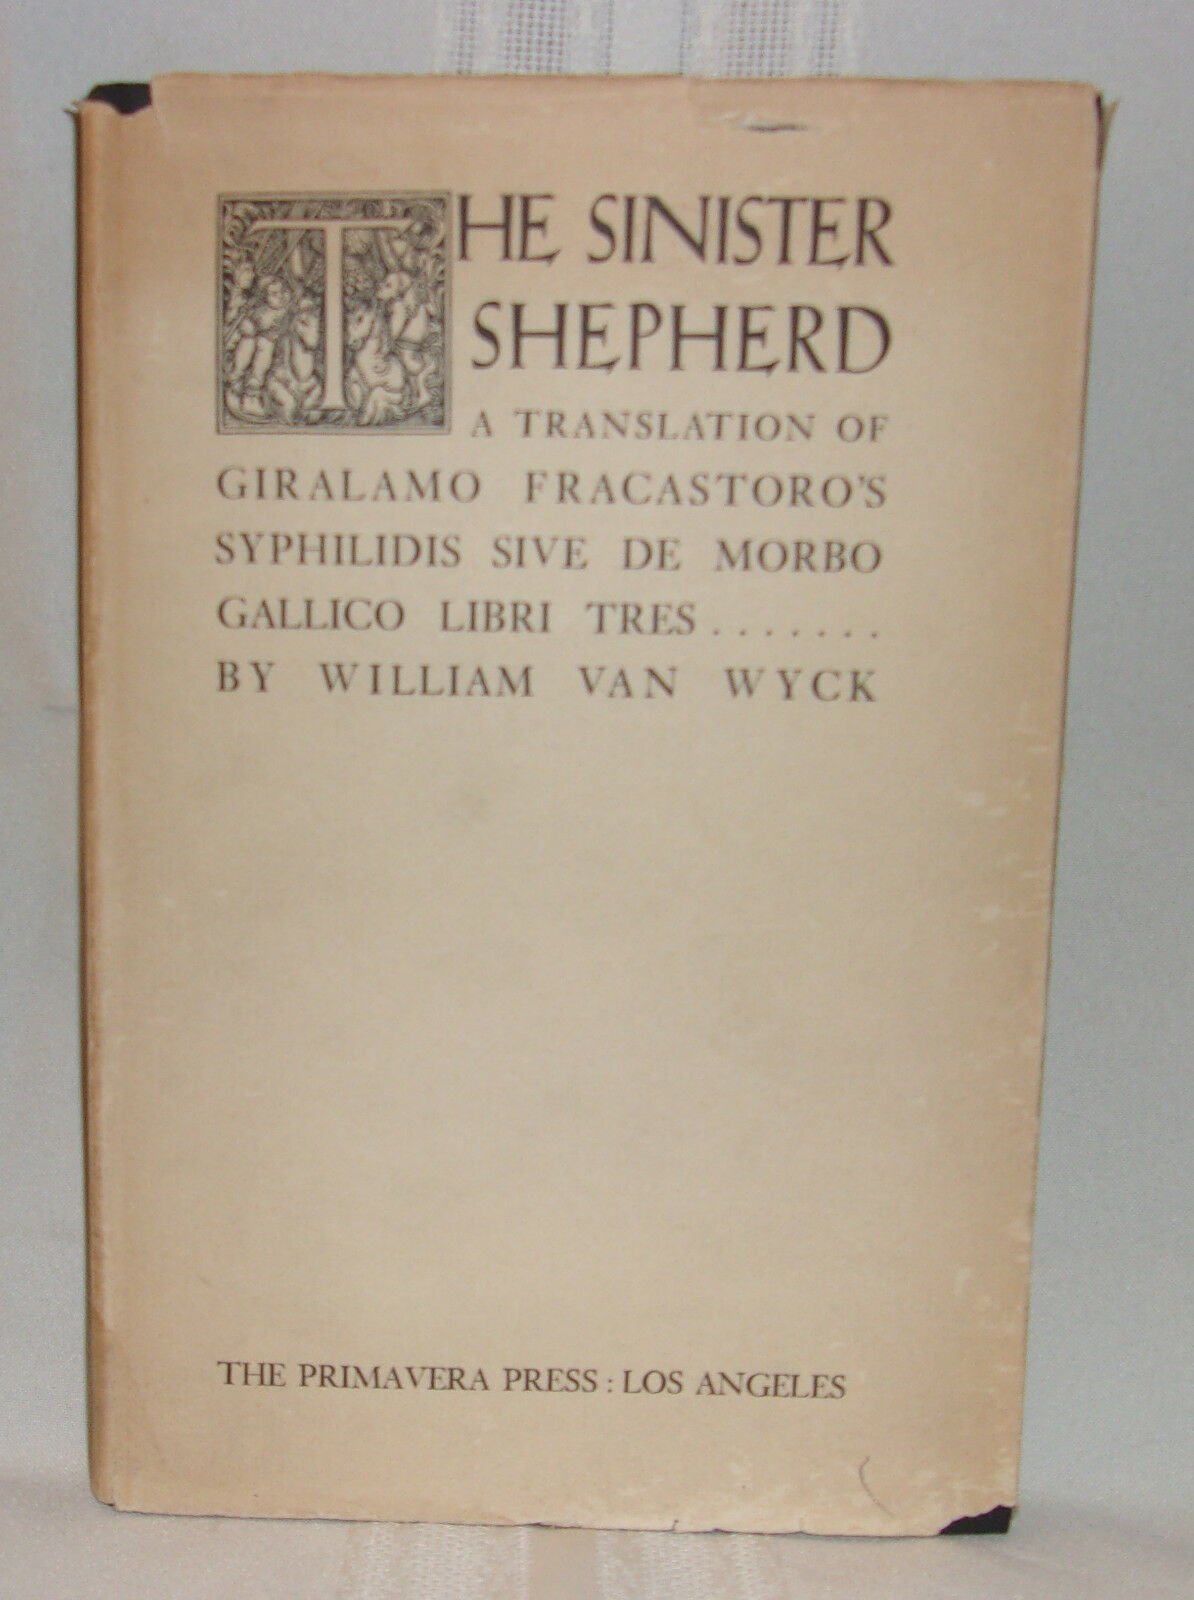 THE SINISTER
SHEPHERD
A TRANSLATION OF
GIRALAMO FRACASTORO'S
SYPHILIDIS SIVE DE MORBO
GALLICO LIBRI TRES.......
BY WILLIAM VAN WYCK
THE PRIMAVERA PRESS: LOS ANGELES